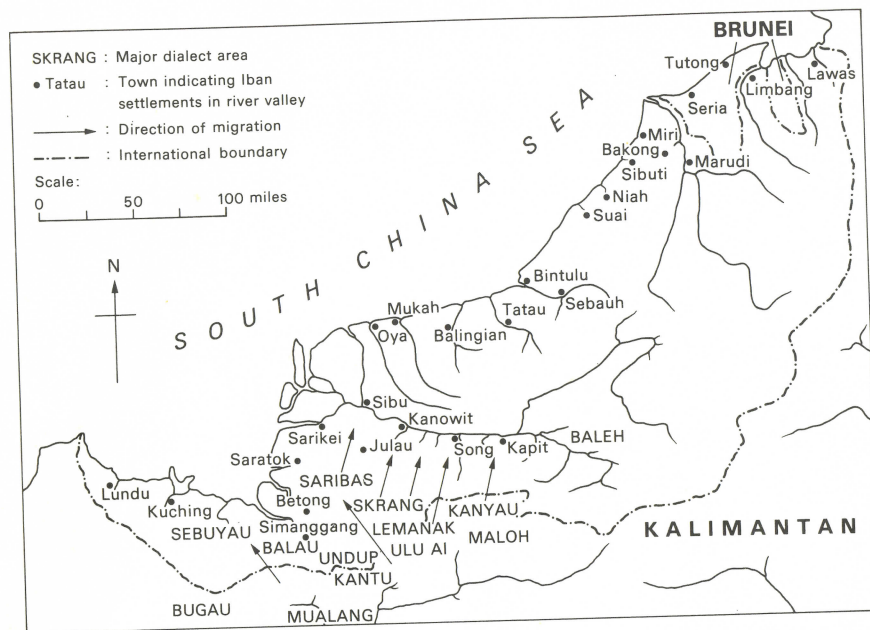 SKRANG : Major dialect area
• Tatau : Town indicating Iban
settlements in river valley
: Direction of migration
: International boundary
Scale:
0 50 100 miles
N
SOUTH CHINA SEA
BRUNEI
Tutong
Lawas
Limbang
Seria
Miri
Bakong
Sibuti
Marudi
Niah
Suai
Bintulu
Sebauh
Mukah
Tatau
Oya
Balingian
Sibu
Kanowit
Sarikei
BALEH
Julau
Song
Kapit
Saratok
SARIBAS
Lundu
SKRANG
KANYAU
Betong
Kuching
LEMANAK
KALIMANTAN
SEBUYAU
Simanggang
ULU AI
MALOH
BALAU
UNDUP
KANTU
BUGAU
MUALANG